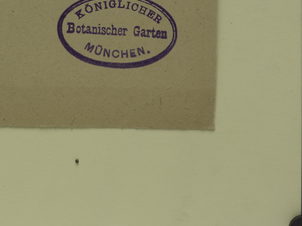 KÖNIGLICHER
Botanischer Garten
MÜNCHEN.